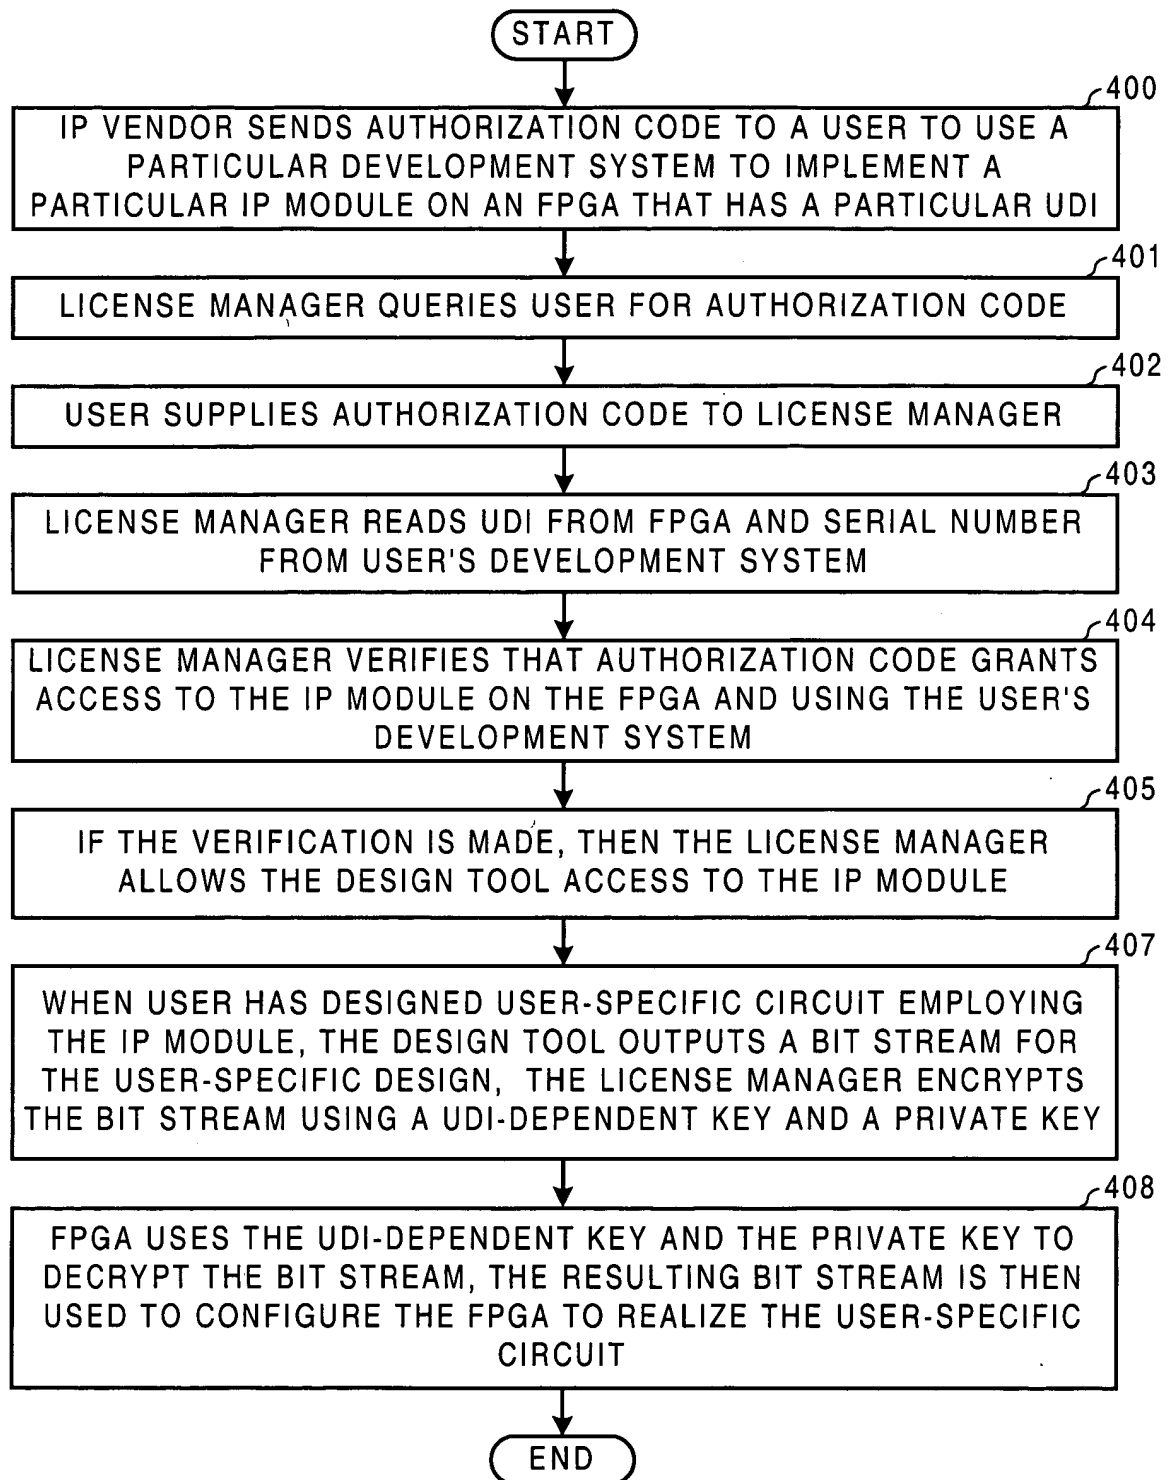 START
400
IP VENDOR SENDS AUTHORIZATION CODE TO A USER TO USE A
PARTICULAR DEVELOPMENT SYSTEM TO IMPLEMENT A
PARTICULAR IP MODULE ON AN FPGA THAT HAS A PARTICULAR UDI
401
LICENSE MANAGER QUERIES USER FOR AUTHORIZATION CODE
402
USER SUPPLIES AUTHORIZATION CODE TO LICENSE MANAGER
403
LICENSE MANAGER READS UDI FROM FPGA AND SERIAL NUMBER
FROM USER'S DEVELOPMENT SYSTEM
404
LICENSE MANAGER VERIFIES THAT AUTHORIZATION CODE GRANTS
ACCESS TO THE IP MODULE ON THE FPGA AND USING THE USER'S
DEVELOPMENT SYSTEM
405
IF THE VERIFICATION IS MADE, THEN THE LICENSE MANAGER
ALLOWS THE DESIGN TOOL ACCESS TO THE IP MODULE
407
WHEN USER HAS DESIGNED USER-SPECIFIC CIRCUIT EMPLOYING
THE IP MODULE, THE DESIGN TOOL OUTPUTS A BIT STREAM FOR
THE USER-SPECIFIC DESIGN, THE LICENSE MANAGER ENCRYPTS
THE BIT STREAM USING A UDI-DEPENDENT KEY AND A PRIVATE KEY
408
FPGA USES THE UDI-DEPENDENT KEY AND THE PRIVATE KEY TO
DECRYPT THE BIT STREAM, THE RESULTING BIT STREAM IS THEN
USED TO CONFIGURE THE FPGA TO REALIZE THE USER-SPECIFIC
CIRCUIT
END